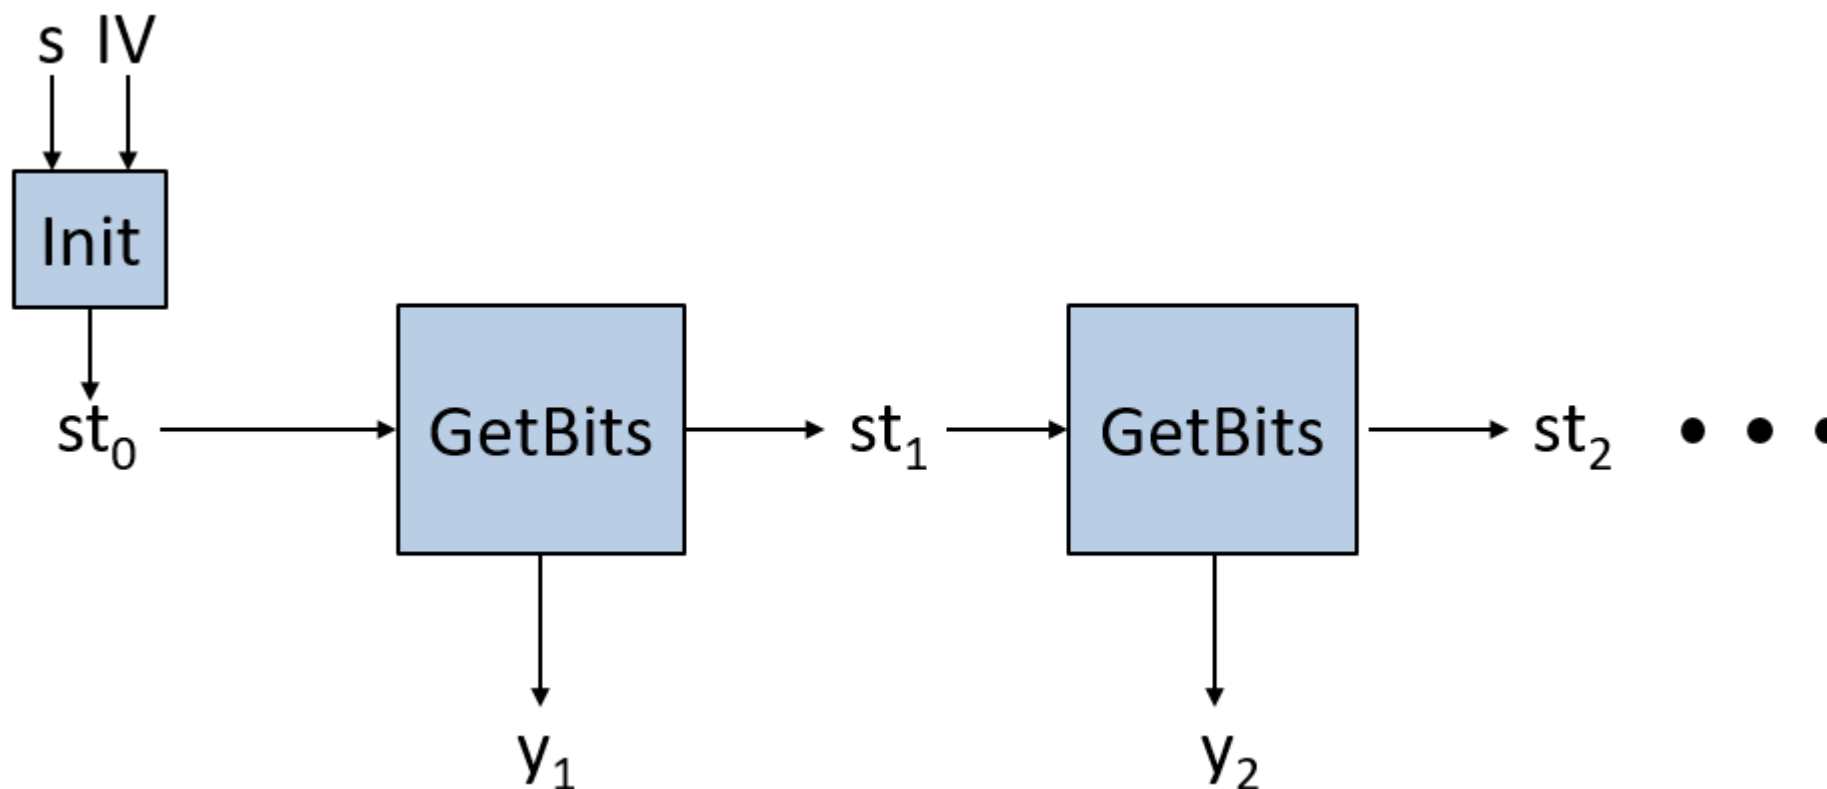 s IV
Init
st₀ GetBits st₁ GetBits st₂ • • •
y₁ y₂